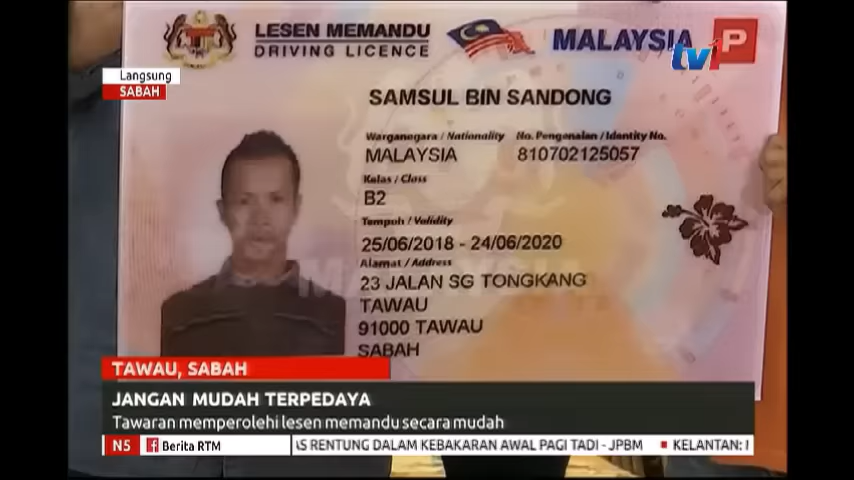 LESEN MEMANDU
DRIVING LICENCE
MALAYSIA
P
tv1
Langsung
SABAH
SAMSUL BIN SANDONG
Warganegara / Nationality No. Pengenalan / Identity No.
MALAYSIA 810702125057
Kelas / Class
B2
Tempoh / Validity
25/06/2018 - 24/06/2020
Alamat / Address
23 JALAN SG TONGKANG
TAWAU
91000 TAWAU
SABAH
TAWAU, SABAH
JANGAN MUDAH TERPEDAYA
Tawaran memperolehi lesen memandu secara mudah
N5 Berita RTM AS RENTUNG DALAM KEBAKARAN AWAL PAGI TADI - JPBM KELANTAN: